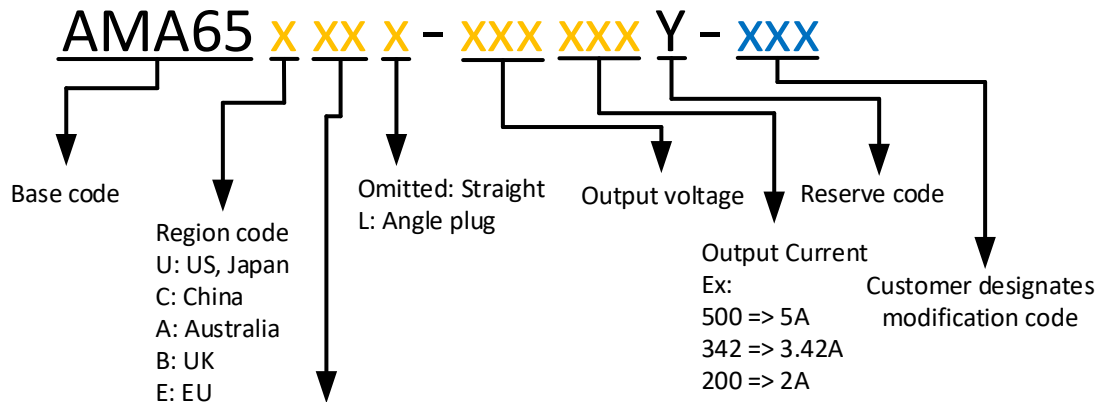 AMA65 x xx x - xxx xxx Y - xxx
Base code
Region code
U: US, Japan
C: China
A: Australia
B: UK
E: EU
Omitted: Straight
L: Angle plug
Output voltage
Output Current
Ex:
500 => 5A
342 => 3.42A
200 => 2A
Reserve code
Customer designates
modification code